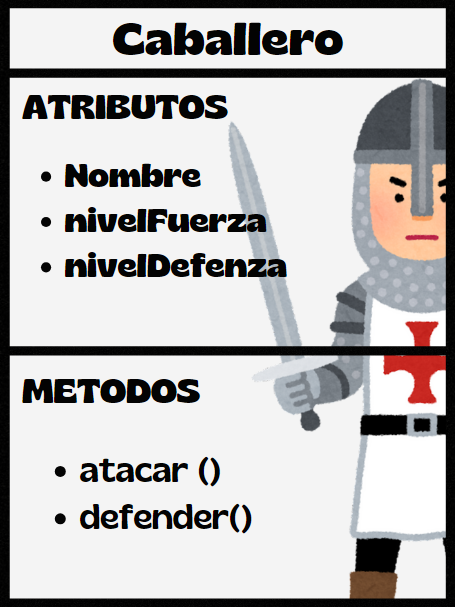 Caballero
ATRIBUTOS
• Nombre
• nivelFuerza
• nivelDefenza
METODOS
• atacar ()
• defender()